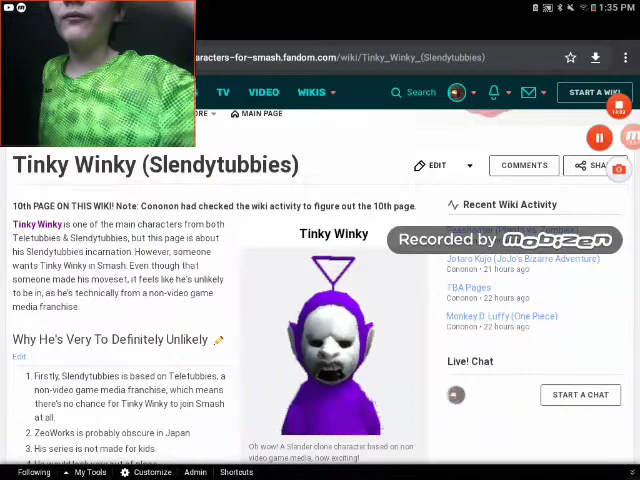 1:35 PM
aracters-for-smash.fandom.com/wiki/Tinky_Winky_(Slendytubbies)
TV VIDEO WIKIS Search START A WIKI
ORE MAIN PAGE
Tinky Winky (Slendytubbies)
EDIT COMMENTS SHA
10th PAGE ON THIS WIKI! Note: Cononon had checked the wiki activity to figure out the 10th page.
Tinky Winky is one of the main characters from both
Teletubbies & Slendytubbies, but this page is about
his Slendytubbies incarnation. However, someone
wants Tinky Winky in Smash. Even though that
someone made his moveset, it feels like he's unlikely
to be in, as he's technically from a non-video game
media franchise.
Why He's Very To Definitely Unlikely
Edit
1. Firstly, Slendytubbies is based on Teletubbies, a
non-video game media franchise, which means
there's no chance for Tinky Winky to join Smash
at all.
2. ZeoWorks is probably obscure in Japan
3. His series is not made for kids.
Tinky Winky
Oh wow! A Slander clone character based on non
video game media, how exciting!
Recent Wiki Activity
Recorded by mobizen
Jotaro Kujo (JoJo's Bizarre Adventure)
Cononon • 21 hours ago
TBA Pages
Cononon • 22 hours ago
Monkey D. Luffy (One Piece)
Cononon • 22 hours ago
Live! Chat
START A CHAT
Following My Tools Customize Admin Shortcuts